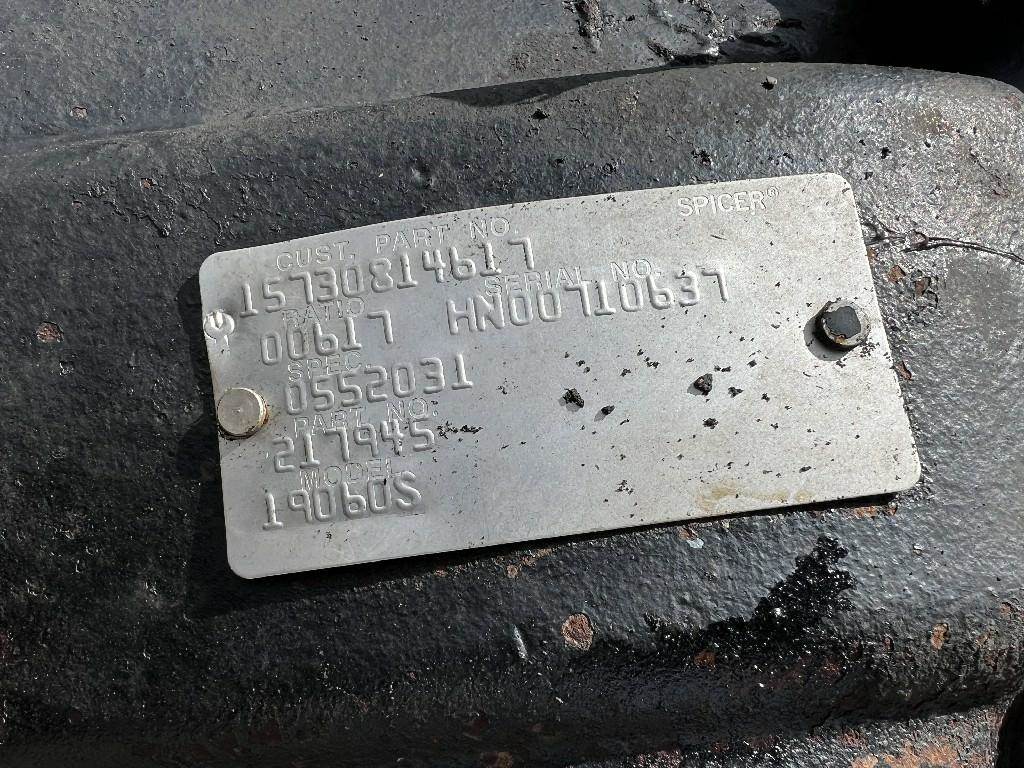 SPICER®
CUST. PART NO.
15730814617
RATIO SERIAL NO.
00617 HN00710637
SPEC
0552031
PART NO.
217945
MODEL
19060S